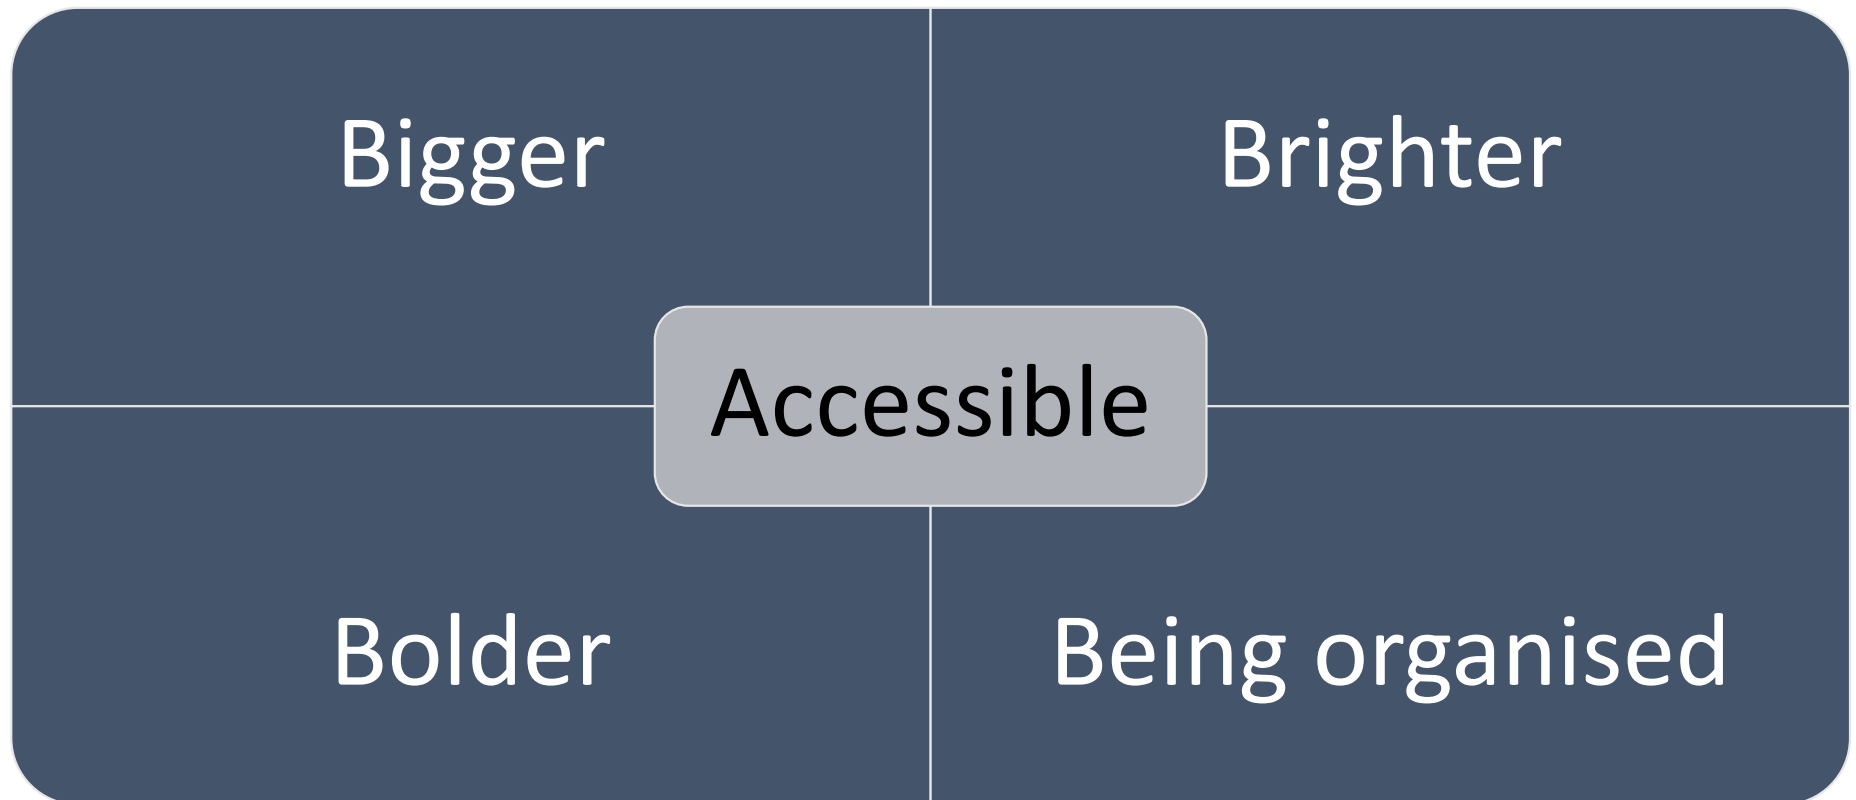 Bigger
Brighter
Accessible
Bolder
Being organised